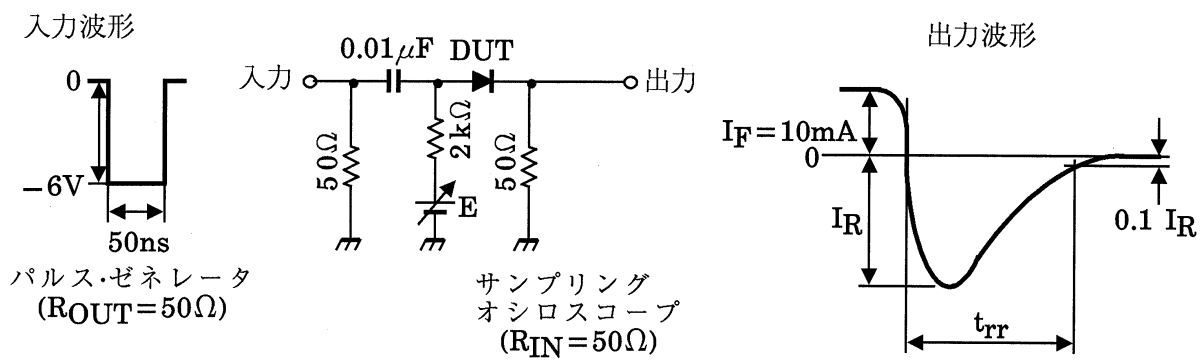 入力波形
0
−6V
50ns
パルス・ゼネレータ
(ROUT=50Ω)
0.01μF DUT
入力
出力
50Ω
2kΩ
E
50Ω
サンプリング
オシロスコープ
(RIN=50Ω)
出力波形
IF=10mA
0
IR
0.1 IR
trr